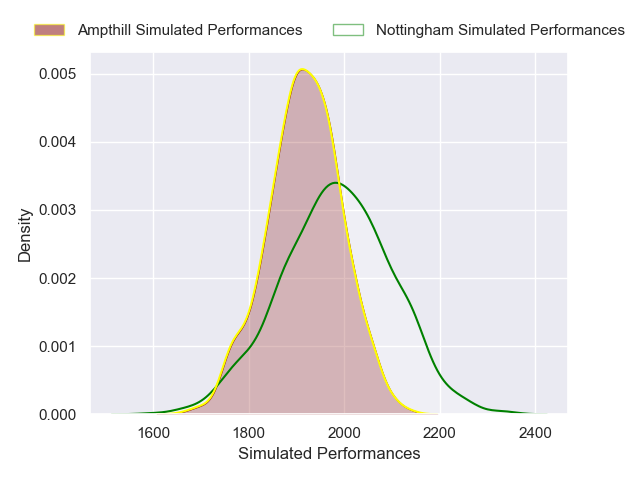 Ampthill Simulated Performances
Nottingham Simulated Performances
0.005
0.004
0.003
0.002
0.001
0.000
Density
1600 1800 2000 2200 2400
Simulated Performances